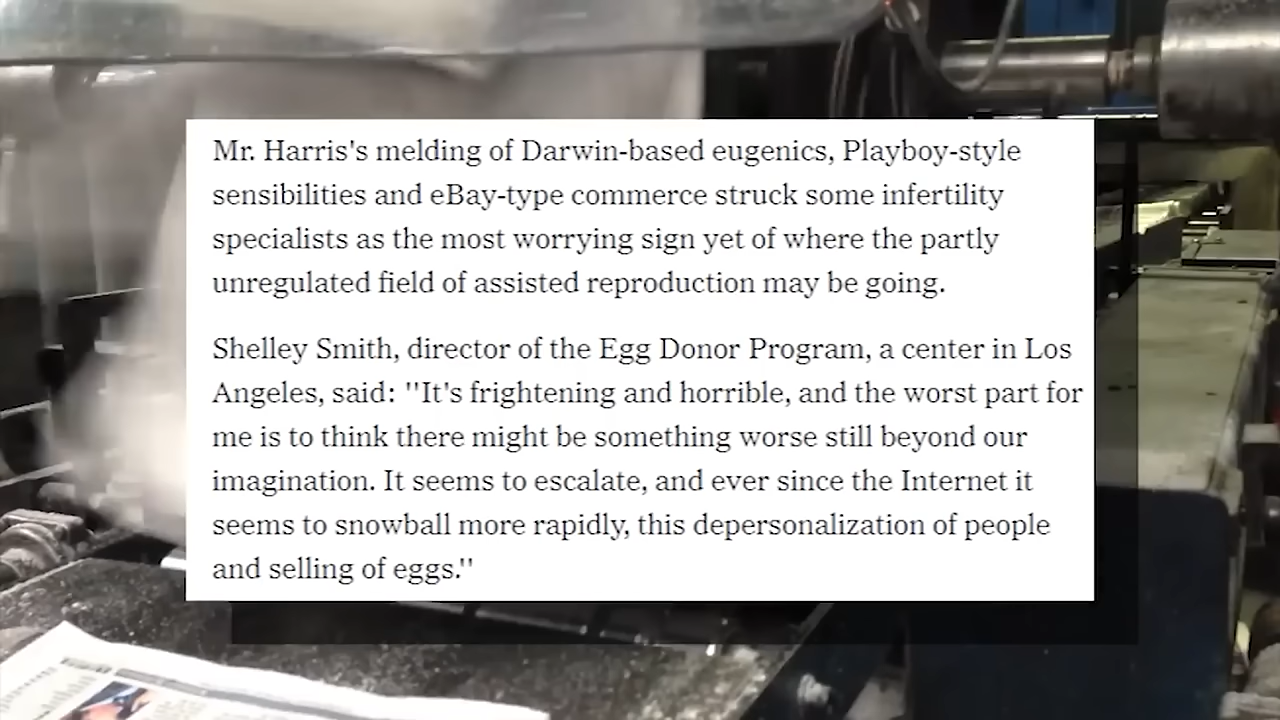 Mr. Harris's melding of Darwin-based eugenics, Playboy-style
sensibilities and eBay-type commerce struck some infertility
specialists as the most worrying sign yet of where the partly
unregulated field of assisted reproduction may be going.
Shelley Smith, director of the Egg Donor Program, a center in Los
Angeles, said: ''It's frightening and horrible, and the worst part for
me is to think there might be something worse still beyond our
imagination. It seems to escalate, and ever since the Internet it
seems to snowball more rapidly, this depersonalization of people
and selling of eggs.''